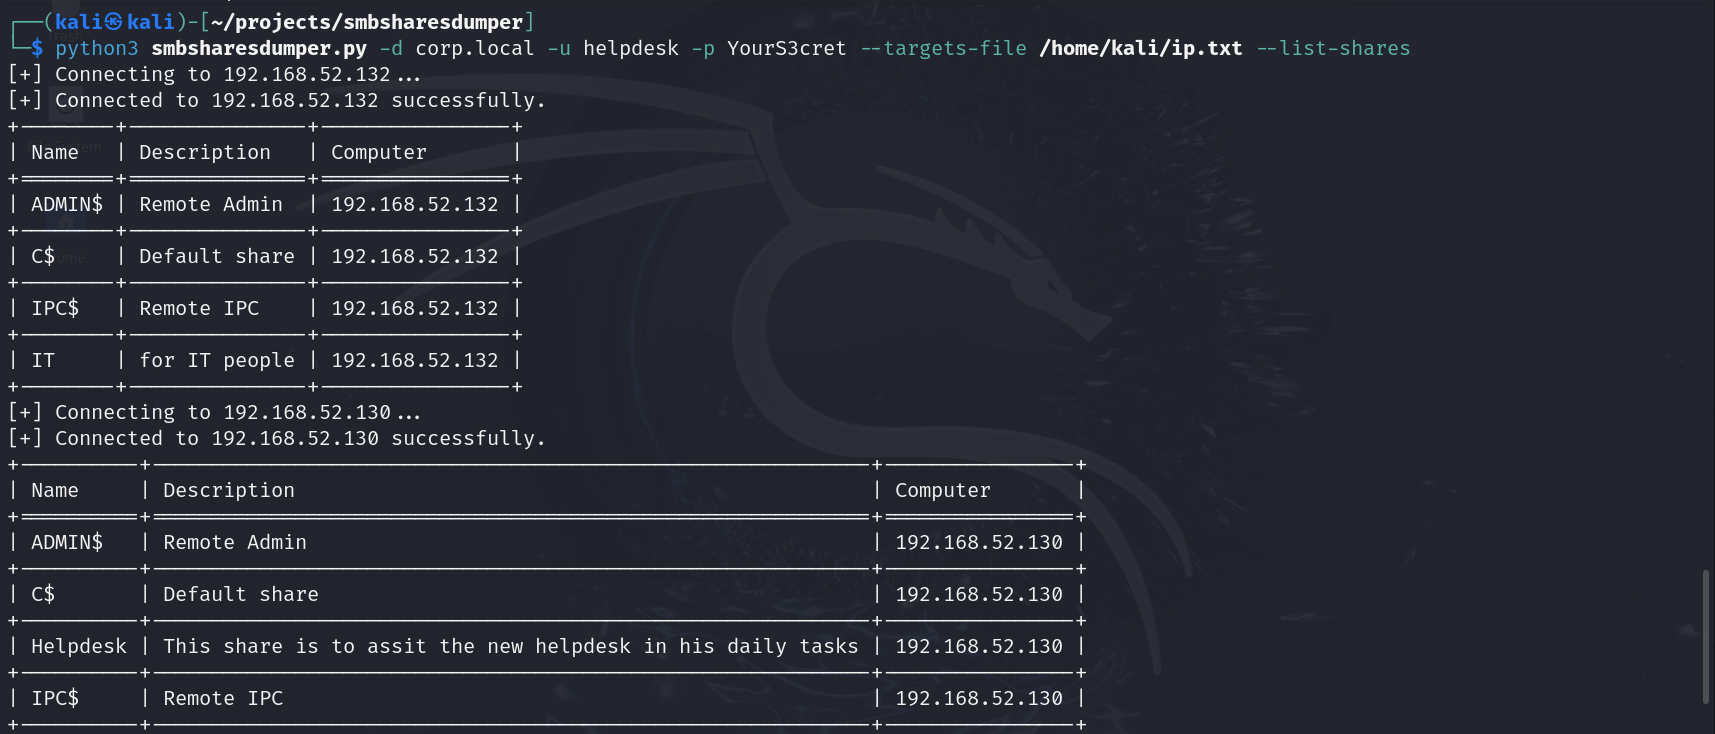 ┌──(kali㉿kali)-[~/projects/smbsharesdumper]
└─$ python3 smbsharesdumper.py -d corp.local -u helpdesk -p YourS3cret --targets-file /home/kali/ip.txt --list-shares
[+] Connecting to 192.168.52.132...
[+] Connected to 192.168.52.132 successfully.
+--------+---------------+----------------+
| Name   | Description   | Computer       |
+========+===============+================+
| ADMIN$ | Remote Admin  | 192.168.52.132 |
+--------+---------------+----------------+
| C$     | Default share | 192.168.52.132 |
+--------+---------------+----------------+
| IPC$   | Remote IPC    | 192.168.52.132 |
+--------+---------------+----------------+
| IT     | for IT people | 192.168.52.132 |
+--------+---------------+----------------+
[+] Connecting to 192.168.52.130...
[+] Connected to 192.168.52.130 successfully.
+----------+------------------------------------------------------------+----------------+
| Name     | Description                                                | Computer       |
+==========+============================================================+================+
| ADMIN$   | Remote Admin                                               | 192.168.52.130 |
+----------+------------------------------------------------------------+----------------+
| C$       | Default share                                              | 192.168.52.130 |
+----------+------------------------------------------------------------+----------------+
| Helpdesk | This share is to assit the new helpdesk in his daily tasks | 192.168.52.130 |
+----------+------------------------------------------------------------+----------------+
| IPC$     | Remote IPC                                                 | 192.168.52.130 |
+----------+------------------------------------------------------------+----------------+